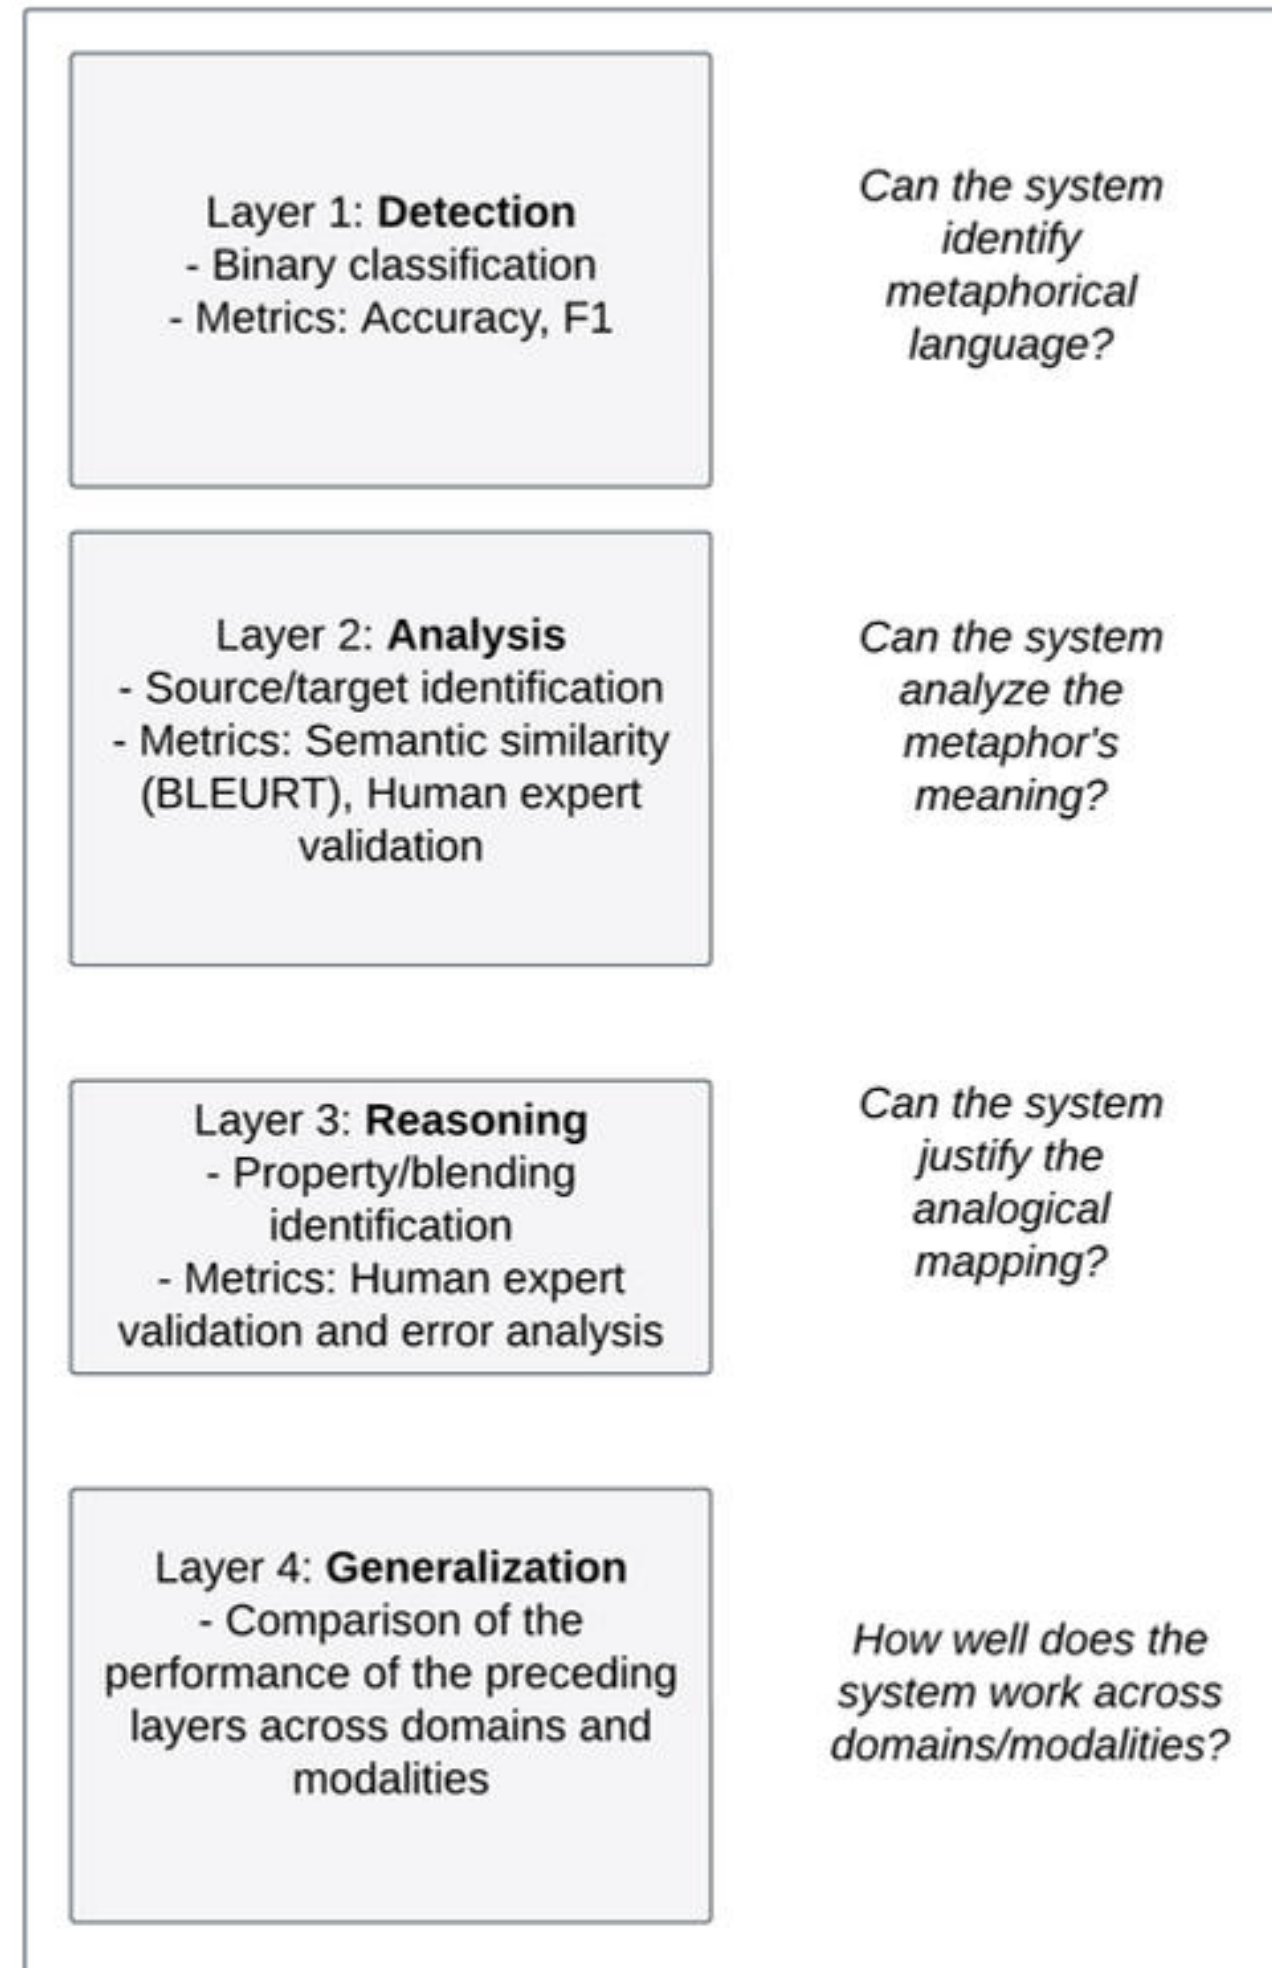 Layer 1: Detection
- Binary classification
- Metrics: Accuracy, F1
Can the system
identify
metaphorical
language?
Layer 2: Analysis
- Source/target identification
- Metrics: Semantic similarity
(BLEURT), Human expert
validation
Can the system
analyze the
metaphor's
meaning?
Layer 3: Reasoning
- Property/blending
identification
- Metrics: Human expert
validation and error analysis
Can the system
justify the
analogical
mapping?
Layer 4: Generalization
- Comparison of the
performance of the preceding
layers across domains and
modalities
How well does the
system work across
domains/modalities?